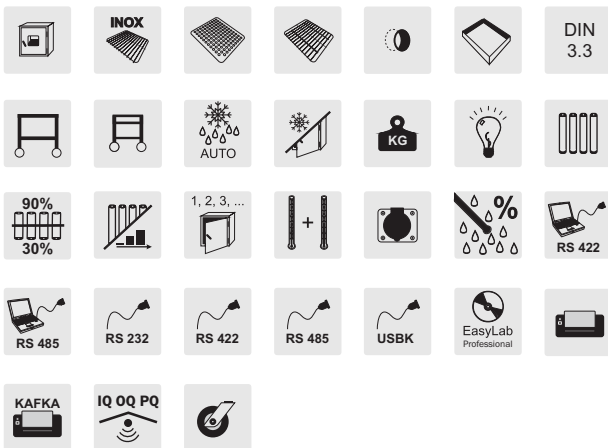 INOX
DIN
3.3
AUTO
KG
90%
30%
1, 2, 3, ...
+
%
RS 422
RS 485
RS 232
RS 422
RS 485
USBK
EasyLab
Professional
KAFKA
IQ OQ PQ